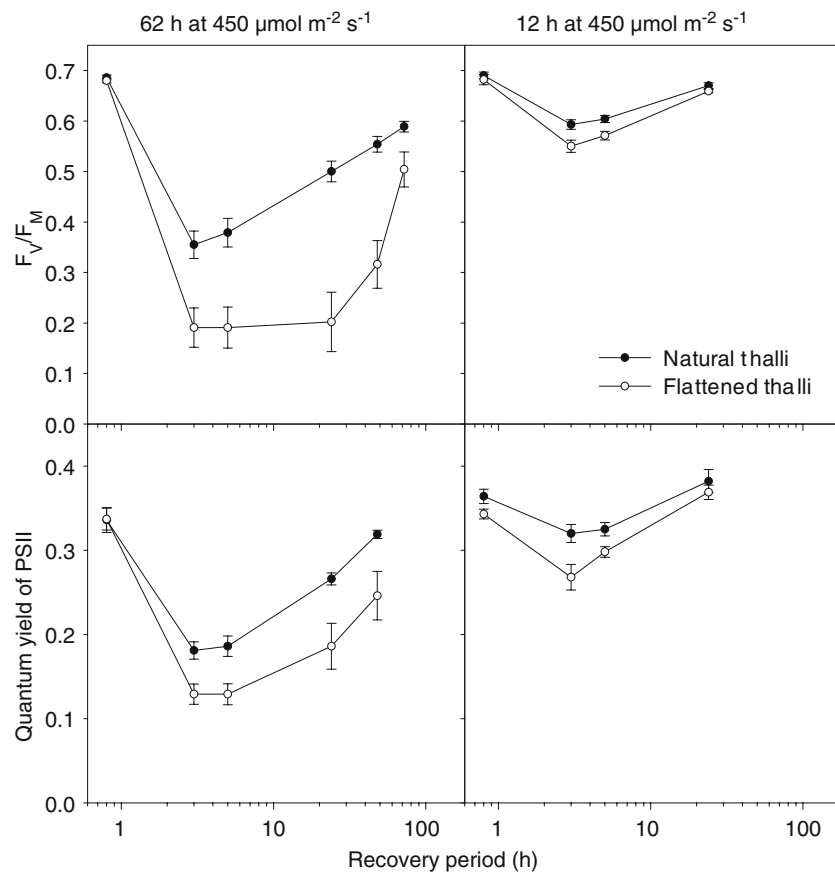 62 h at 450 µmol m⁻² s⁻¹
12 h at 450 µmol m⁻² s⁻¹
0.7
0.6
0.5
0.4
0.3
0.2
0.1
0.0
F_V/F_M
Natural thalli
Flattened thalli
0.4
0.3
0.2
0.1
0.0
Quantum yield of PSII
1 10 100
1 10 100
Recovery period (h)